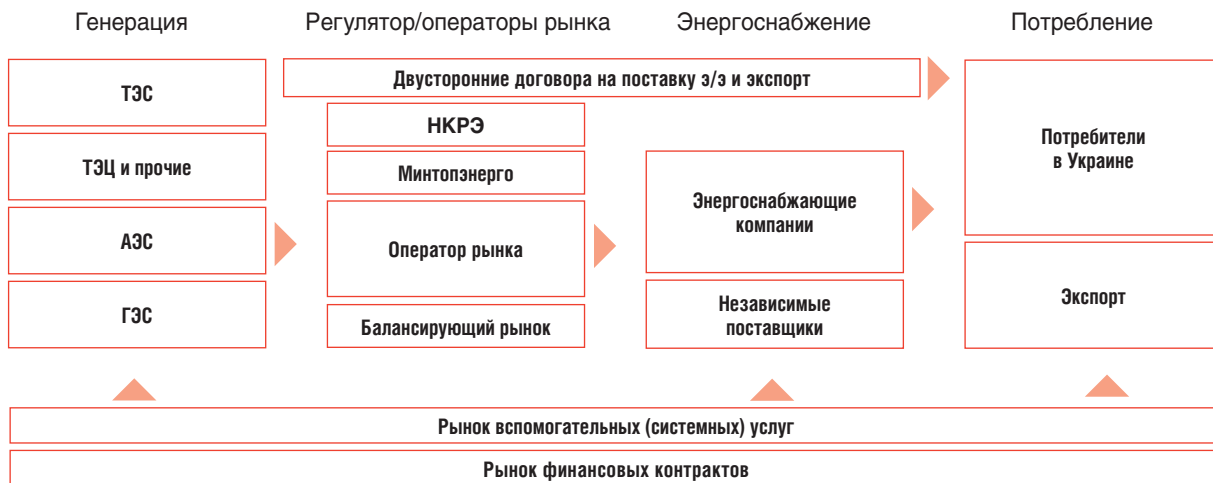 Генерация
Регулятор/операторы рынка
Энергоснабжение
Потребление
ТЭС
ТЭЦ и прочие
АЭС
ГЭС
Двусторонние договора на поставку э/э и экспорт
НКРЭ
Минтопэнерго
Оператор рынка
Балансирующий рынок
Энергоснабжающие
компании
Независимые
поставщики
Потребители
в Украине
Экспорт
Рынок вспомогательных (системных) услуг
Рынок финансовых контрактов